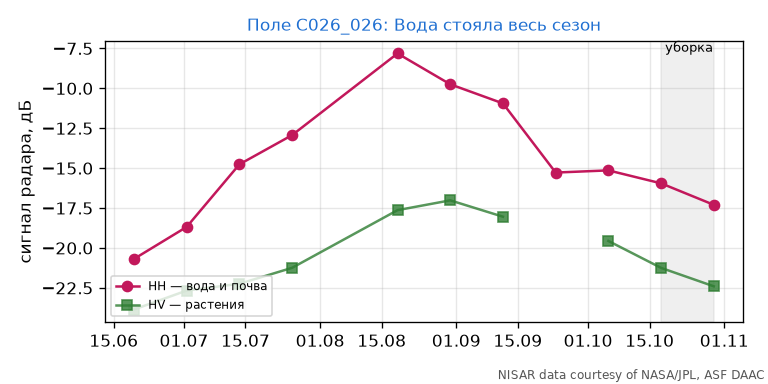 Поле C026_026: Вода стояла весь сезон
уборка
сигнал радара, дБ
−7.5
−10.0
−12.5
−15.0
−17.5
−20.0
−22.5
HH — вода и почва
HV — растения
15.06 01.07 15.07 01.08 15.08 01.09 15.09 01.10 15.10 01.11
NISAR data courtesy of NASA/JPL, ASF DAAC